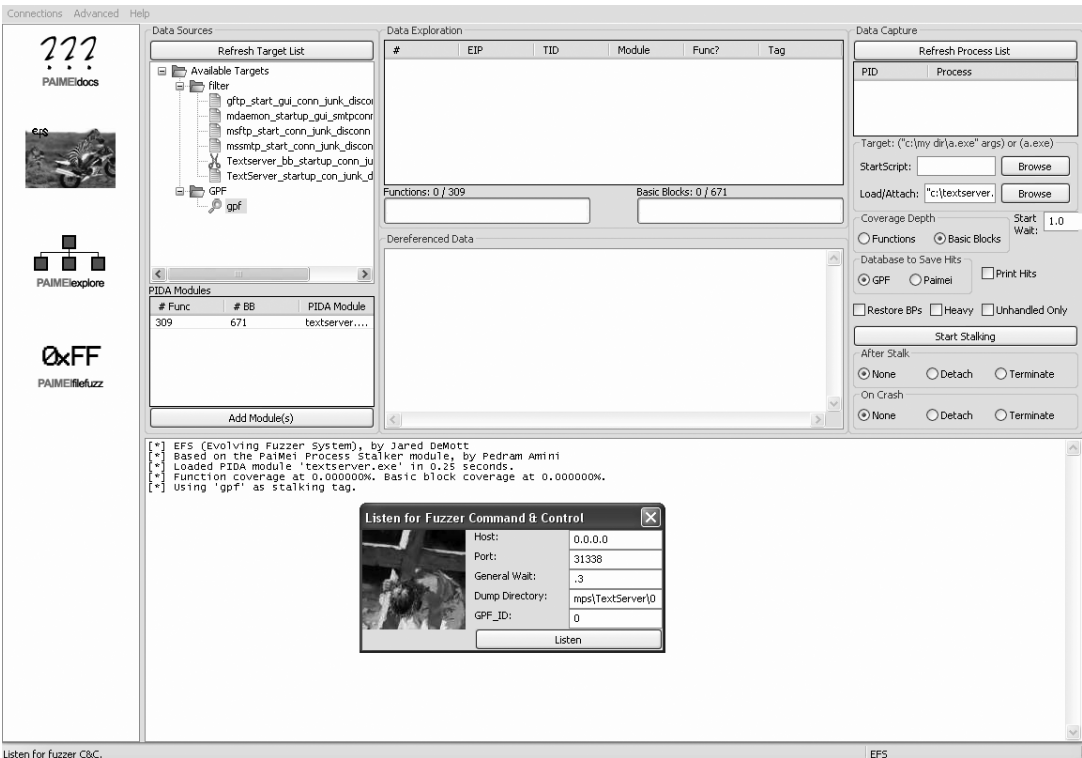 Connections Advanced Help
???
PAIMEIdocs
efs
PAIMEIexplore
0xFF
PAIMEIfilefuzz
Data Sources
Refresh Target List
Available Targets
filter
gftp_start_gui_conn_junk_discor
mdaemon_startup_gui_smtpconr
msftp_start_conn_junk_disconn
mssmtp_start_conn_junk_discon
Textserver_bb_startup_conn_ju
TextServer_startup_con_junk_d
GPF
gpf
PIDA Modules
# Func # BB PIDA Module
309 671 textserver....
Add Module(s)
Data Exploration
# EIP TID Module Func? Tag
Functions: 0 / 309 Basic Blocks: 0 / 671
Dereferenced Data
Data Capture
Refresh Process List
PID Process
Target: ("c:\my dir\a.exe" args) or (a.exe)
StartScript: Browse
Load/Attach: "c:\textserver. Browse
Coverage Depth
Functions Basic Blocks
Start Wait: 1.0
Database to Save Hits
GPF Paimei Print Hits
Restore BPs Heavy Unhandled Only
Start Stalking
After Stalk
None Detach Terminate
On Crash
None Detach Terminate
[*] EFS (Evolving Fuzzer System), by Jared DeMott
[*] Based on the PaiMei Process Stalker module, by Pedram Amini
[*] Loaded PIDA module 'textserver.exe' in 0.25 seconds.
[*] Function coverage at 0.000000%. Basic block coverage at 0.000000%.
[*] Using 'gpf' as stalking tag.
Listen for Fuzzer Command & Control
Host: 0.0.0.0
Port: 31338
General Wait: .3
Dump Directory: mps\TextServer\0
GPF_ID: 0
Listen
Listen for fuzzer C&C. EFS